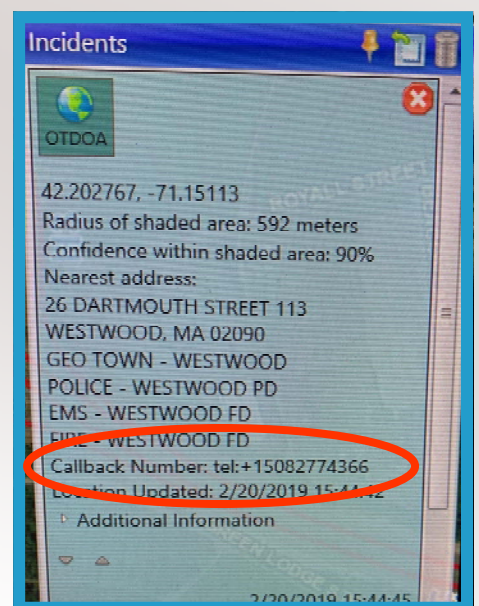 Incidents
OTDOA
42.202767, -71.15113
Radius of shaded area: 592 meters
Confidence within shaded area: 90%
Nearest address:
26 DARTMOUTH STREET 113
WESTWOOD, MA 02090
GEO TOWN - WESTWOOD
POLICE - WESTWOOD PD
EMS - WESTWOOD FD
FIRE - WESTWOOD FD
Callback Number: tel:+15082774366
Location Updated: 2/20/2019 15:44:42
Additional Information
2/20/2019 15:44:45
ROYALL STREET